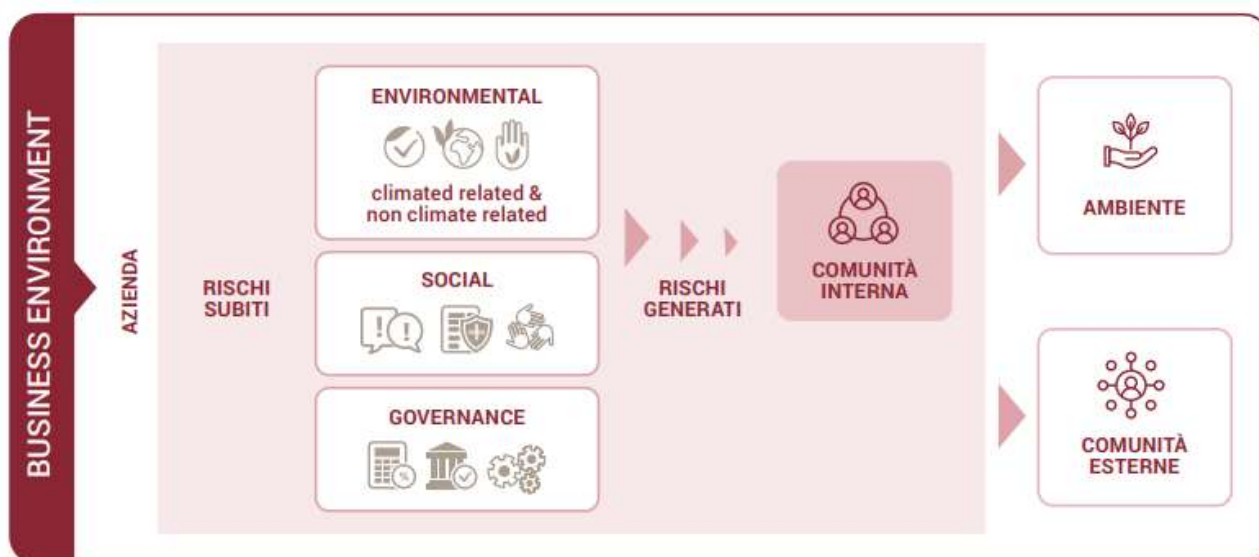 BUSINESS ENVIRONMENT
AZIENDA
RISCHI
SUBITI
ENVIRONMENTAL
climated related &
non climate related
SOCIAL
GOVERNANCE
%
RISCHI
GENERATI
COMUNITÀ
INTERNA
AMBIENTE
COMUNITÀ
ESTERNE